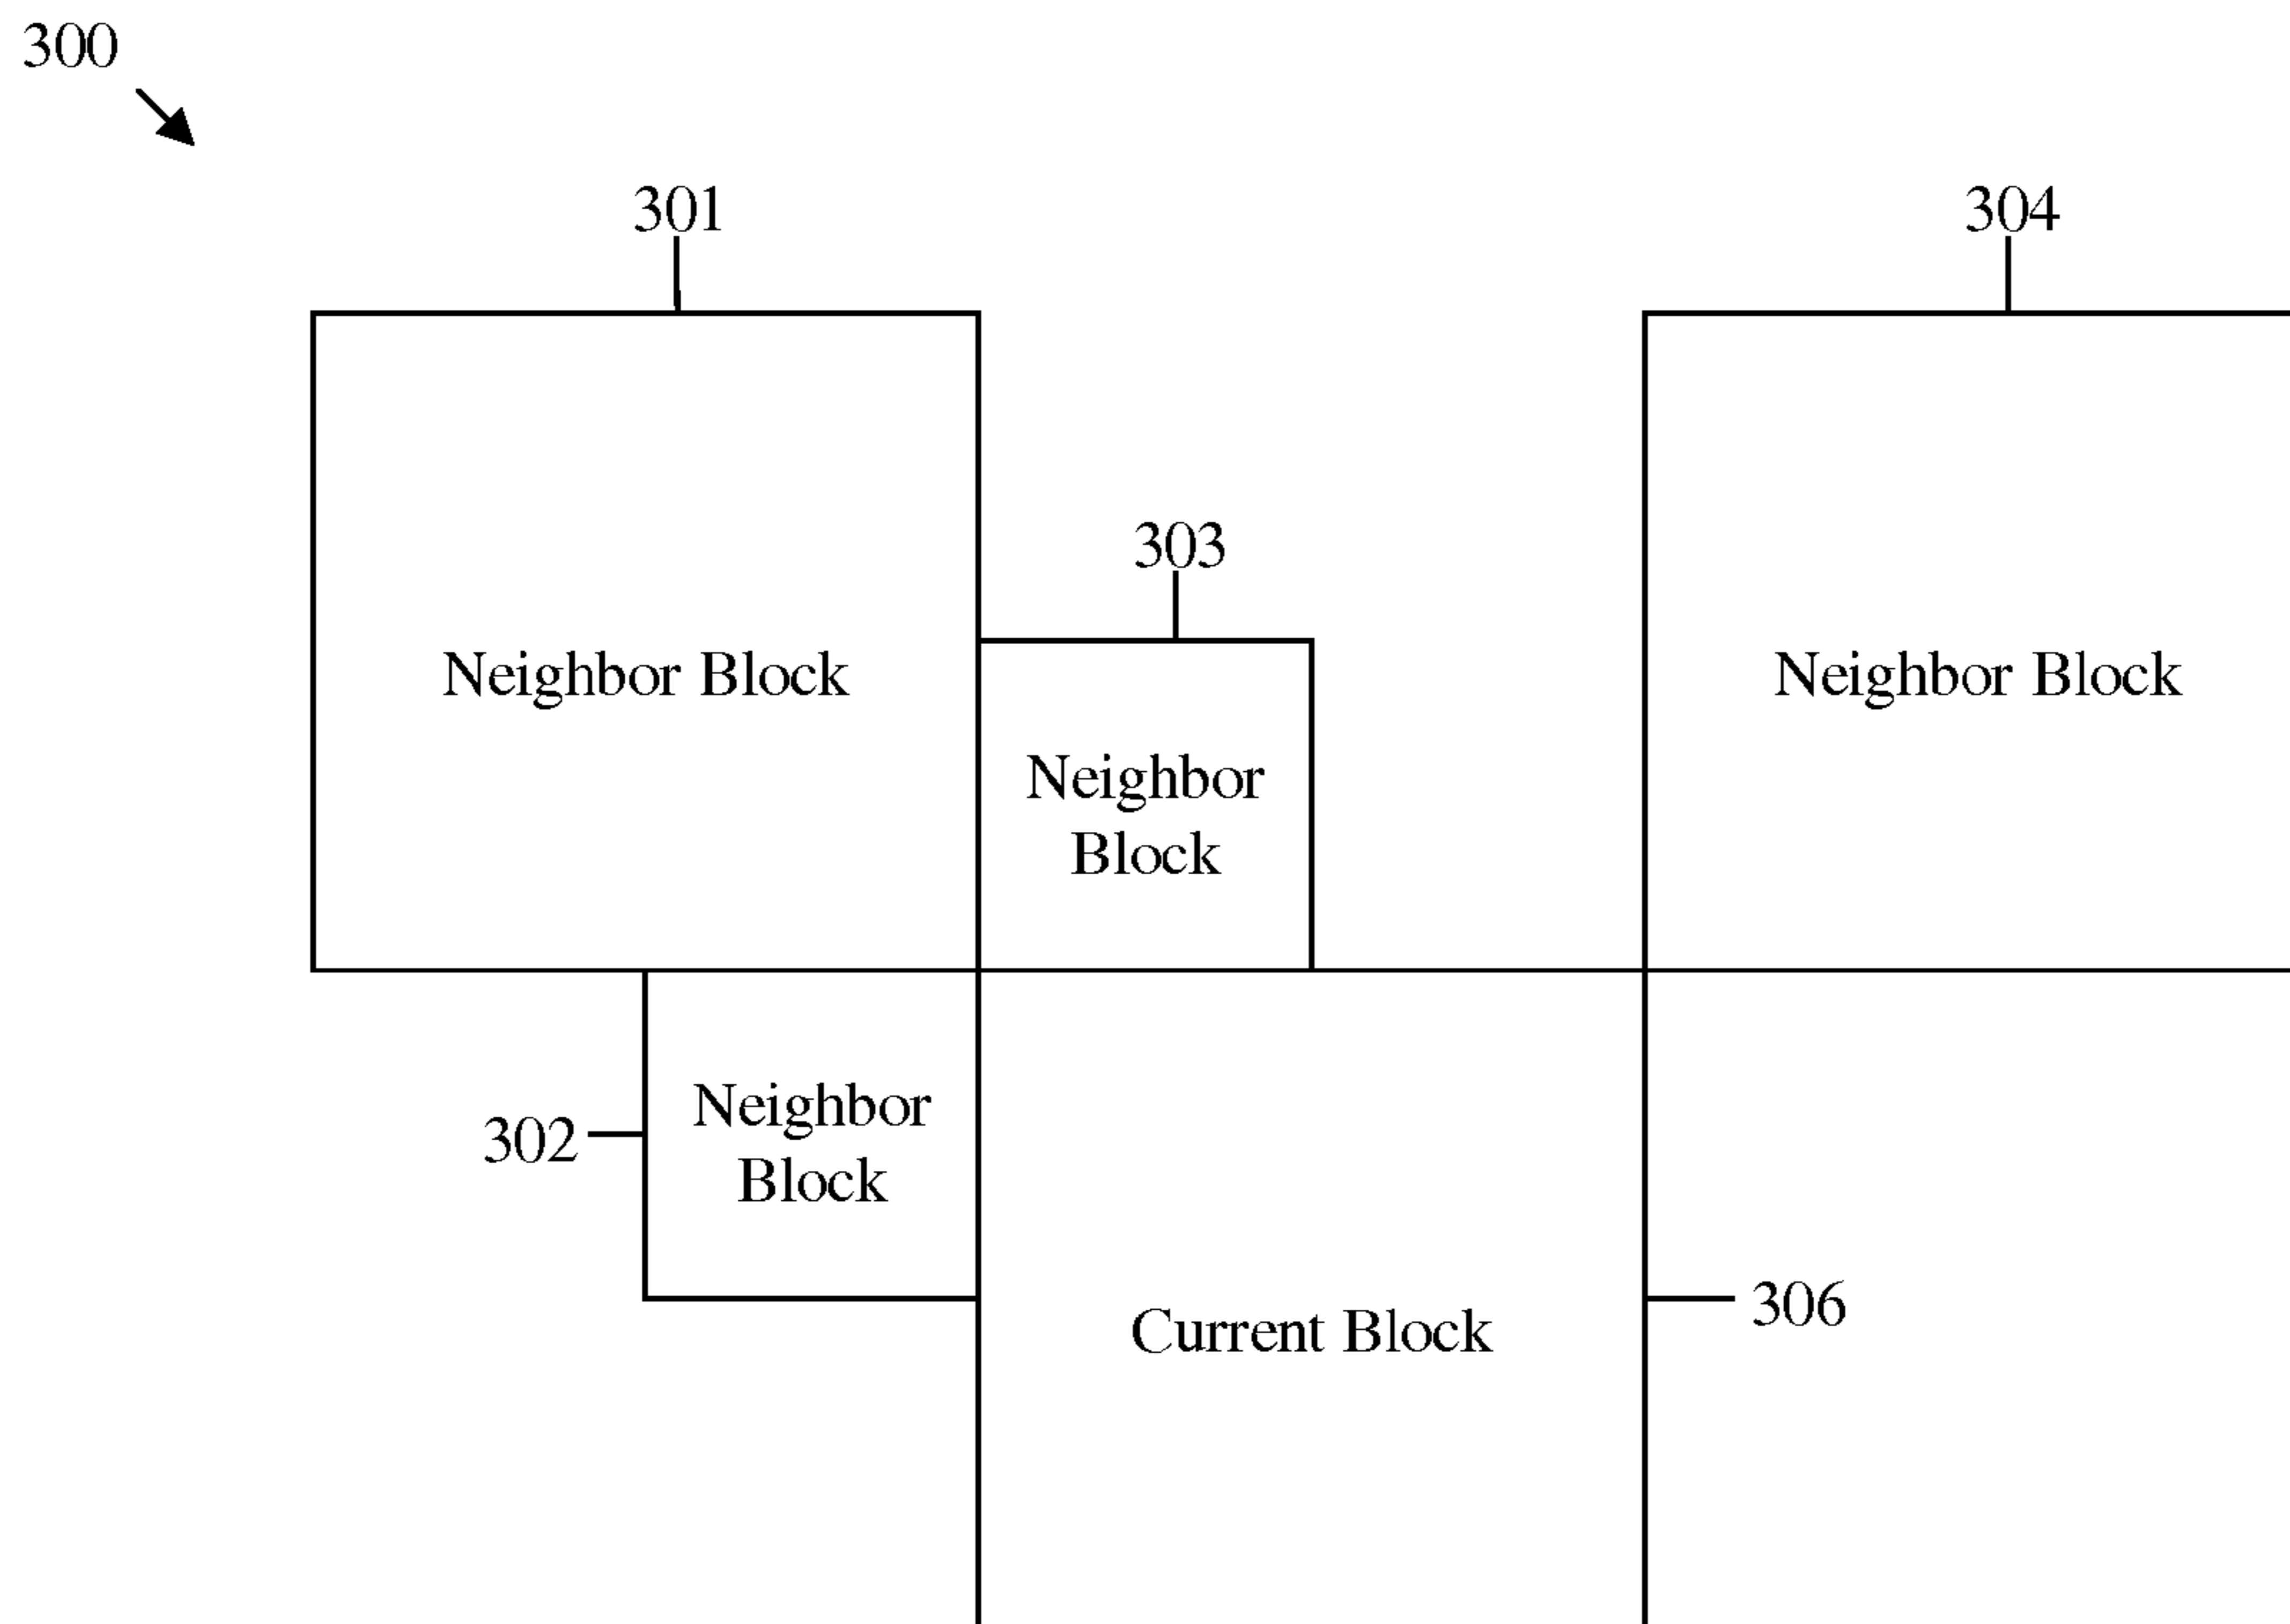 300
301
304
303
Neighbor Block
Neighbor Block
Neighbor
Block
302
Neighbor
Block
306
Current Block